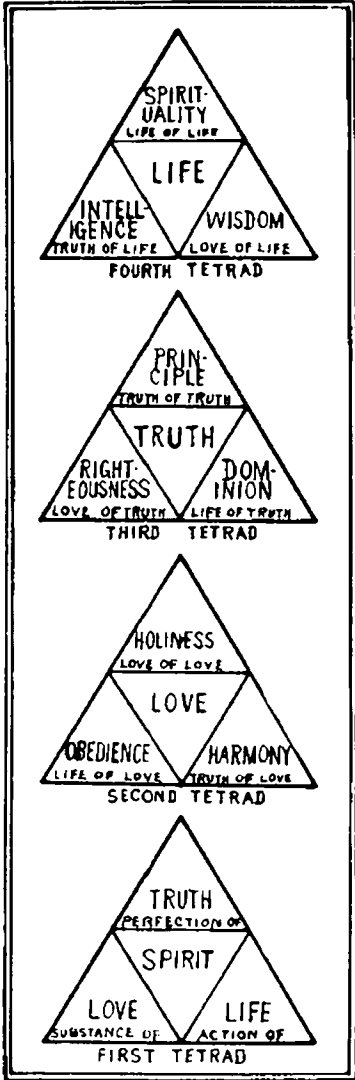 SPIRIT-
UALITY
LIFE OF LIFE
LIFE
INTELL-
IGENCE
TRUTH OF LIFE
WISDOM
LOVE OF LIFE
FOURTH TETRAD
PRIN-
CIPLE
TRUTH OF TRUTH
TRUTH
RIGHT-
EOUSNESS
LOVE OF TRUTH
DOM-
INION
LIFE OF TRUTH
THIRD TETRAD
HOLINESS
LOVE OF LOVE
LOVE
OBEDIENCE
LIFE OF LOVE
HARMONY
TRUTH OF LOVE
SECOND TETRAD
TRUTH
PERFECTION OF
SPIRIT
LOVE
SUBSTANCE OF
LIFE
ACTION OF
FIRST TETRAD